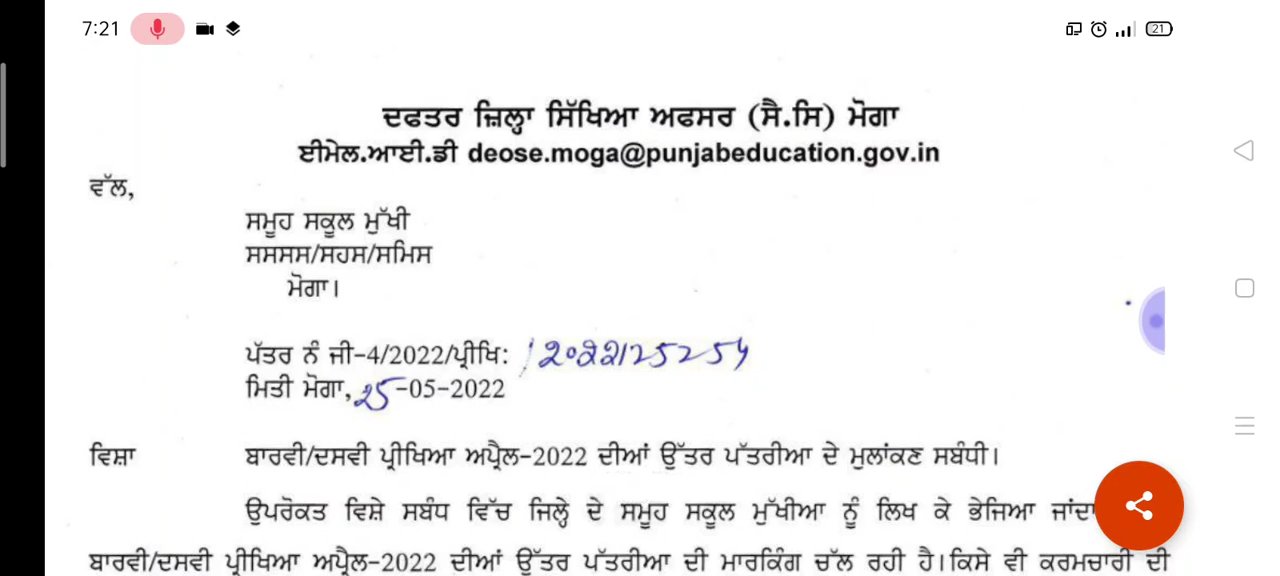 7:21
21
ਦਫਤਰ ਜ਼ਿਲ੍ਹਾ ਸਿੱਖਿਆ ਅਫਸਰ (ਸੈ.ਸਿ) ਮੋਗਾ
ਈਮੇਲ.ਆਈ.ਡੀ deose.moga@punjabeducation.gov.in
ਵੱਲ,
ਸਮੂਹ ਸਕੂਲ ਮੁੱਖੀ
ਸਸਸਸ/ਸਹਸ/ਸਮਿਸ
ਮੋਗਾ।
ਪੱਤਰ ਨੰ ਜੀ-4/2022/ਪ੍ਰੀਖਿ:
ਮਿਤੀ ਮੋਗਾ, 25-05-2022
ਵਿਸ਼ਾ ਬਾਰਵੀ/ਦਸਵੀ ਪ੍ਰੀਖਿਆ ਅਪ੍ਰੈਲ-2022 ਦੀਆਂ ਉੱਤਰ ਪੱਤਰੀਆ ਦੇ ਮੁਲਾਂਕਣ ਸਬੰਧੀ।
ਉਪਰੋਕਤ ਵਿਸ਼ੇ ਸਬੰਧ ਵਿੱਚ ਜਿਲ੍ਹੇ ਦੇ ਸਮੂਹ ਸਕੂਲ ਮੁੱਖੀਆ ਨੂੰ ਲਿਖ ਕੇ ਭੇਜਿਆ ਜਾਂਦਾ
ਬਾਰਵੀ/ਦਸਵੀ ਪ੍ਰੀਖਿਆ ਅਪ੍ਰੈਲ-2022 ਦੀਆਂ ਉੱਤਰ ਪੱਤਰੀਆ ਦੀ ਮਾਰਕਿੰਗ ਚੱਲ ਰਹੀ ਹੈ।ਕਿਸੇ ਵੀ ਕਰਮਚਾਰੀ ਦੀ